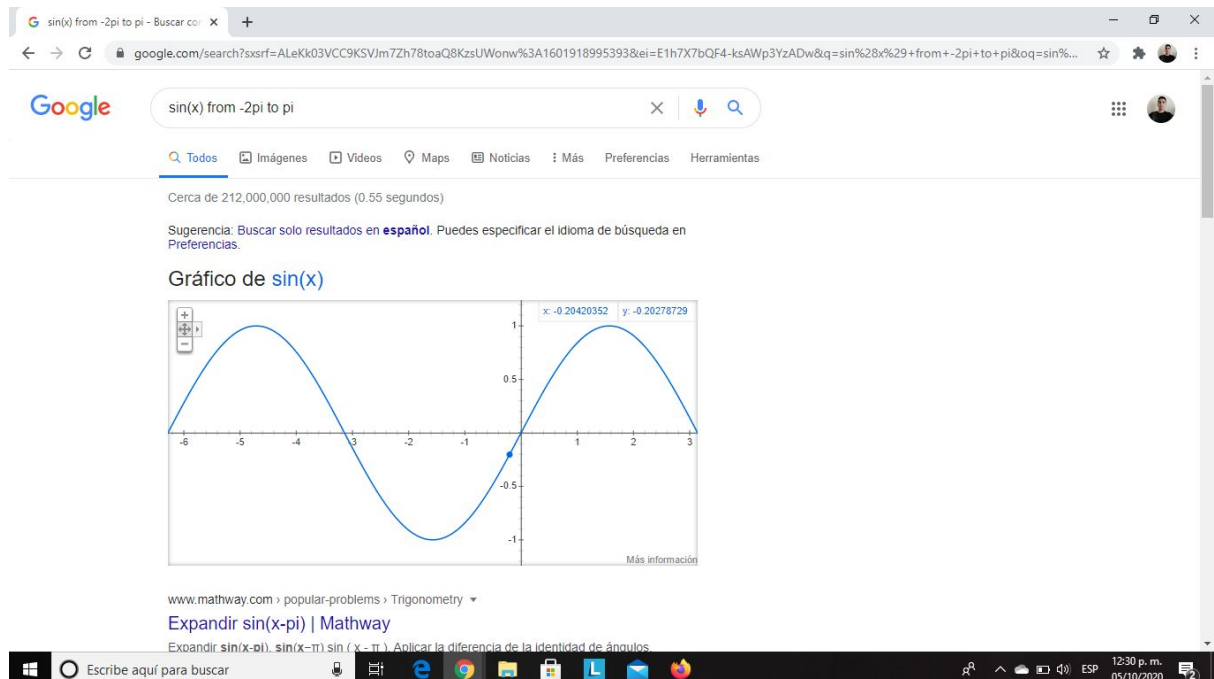 sin(x) from -2pi to pi - Buscar cor
google.com/search?sxsrf=ALeKk03VCC9KSVJm7Zh78toaQ8KzsUWonw%3A1601918995393&ei=E1h7X7bQF4-ksAWp3YzADw&q=sin%28x%29+from+-2pi+to+pi&oq=sin%...
Google
sin(x) from -2pi to pi
Todos Imágenes Videos Maps Noticias Más Preferencias Herramientas
Cerca de 212,000,000 resultados (0.55 segundos)
Sugerencia: Buscar solo resultados en español. Puedes especificar el idioma de búsqueda en
Preferencias.
Gráfico de sin(x)
x: -0.20420352 y: -0.20278729
1
0.5
-6 -5 -4 -3 -2 -1 1 2 3
-0.5
-1
Más información
www.mathway.com › popular-problems › Trigonometry
Expandir sin(x-pi) | Mathway
Expandir sin(x-pi). sin(x−π) sin ( x - π ). Aplicar la diferencia de la identidad de ángulos.
Escribe aquí para buscar
L
ESP
12:30 p. m.
05/10/2020
2